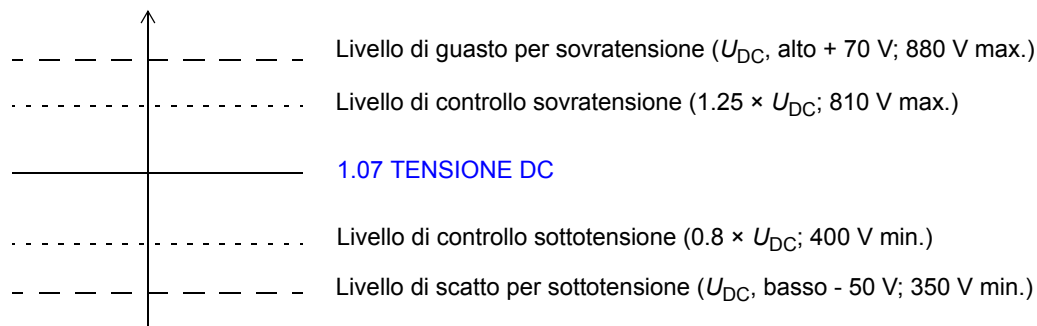 Livello di guasto per sovratensione (UDC, alto + 70 V; 880 V max.)
Livello di controllo sovratensione (1.25 × UDC; 810 V max.)
1.07 TENSIONE DC
Livello di controllo sottotensione (0.8 × UDC; 400 V min.)
Livello di scatto per sottotensione (UDC, basso - 50 V; 350 V min.)